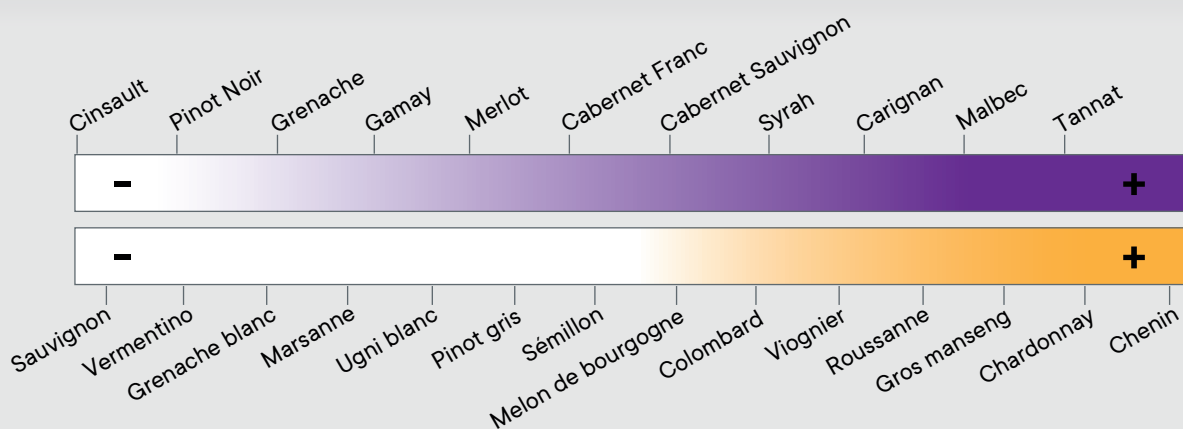 Cinsault
Pinot Noir
Grenache
Gamay
Merlot
Cabernet Franc
Cabernet Sauvignon
Syrah
Carignan
Malbec
Tannat
- +
- +
Sauvignon
Vermentino
Grenache blanc
Marsanne
Ugni blanc
Pinot gris
Sémillon
Melon de bourgogne
Colombard
Viognier
Roussanne
Gros manseng
Chardonnay
Chenin